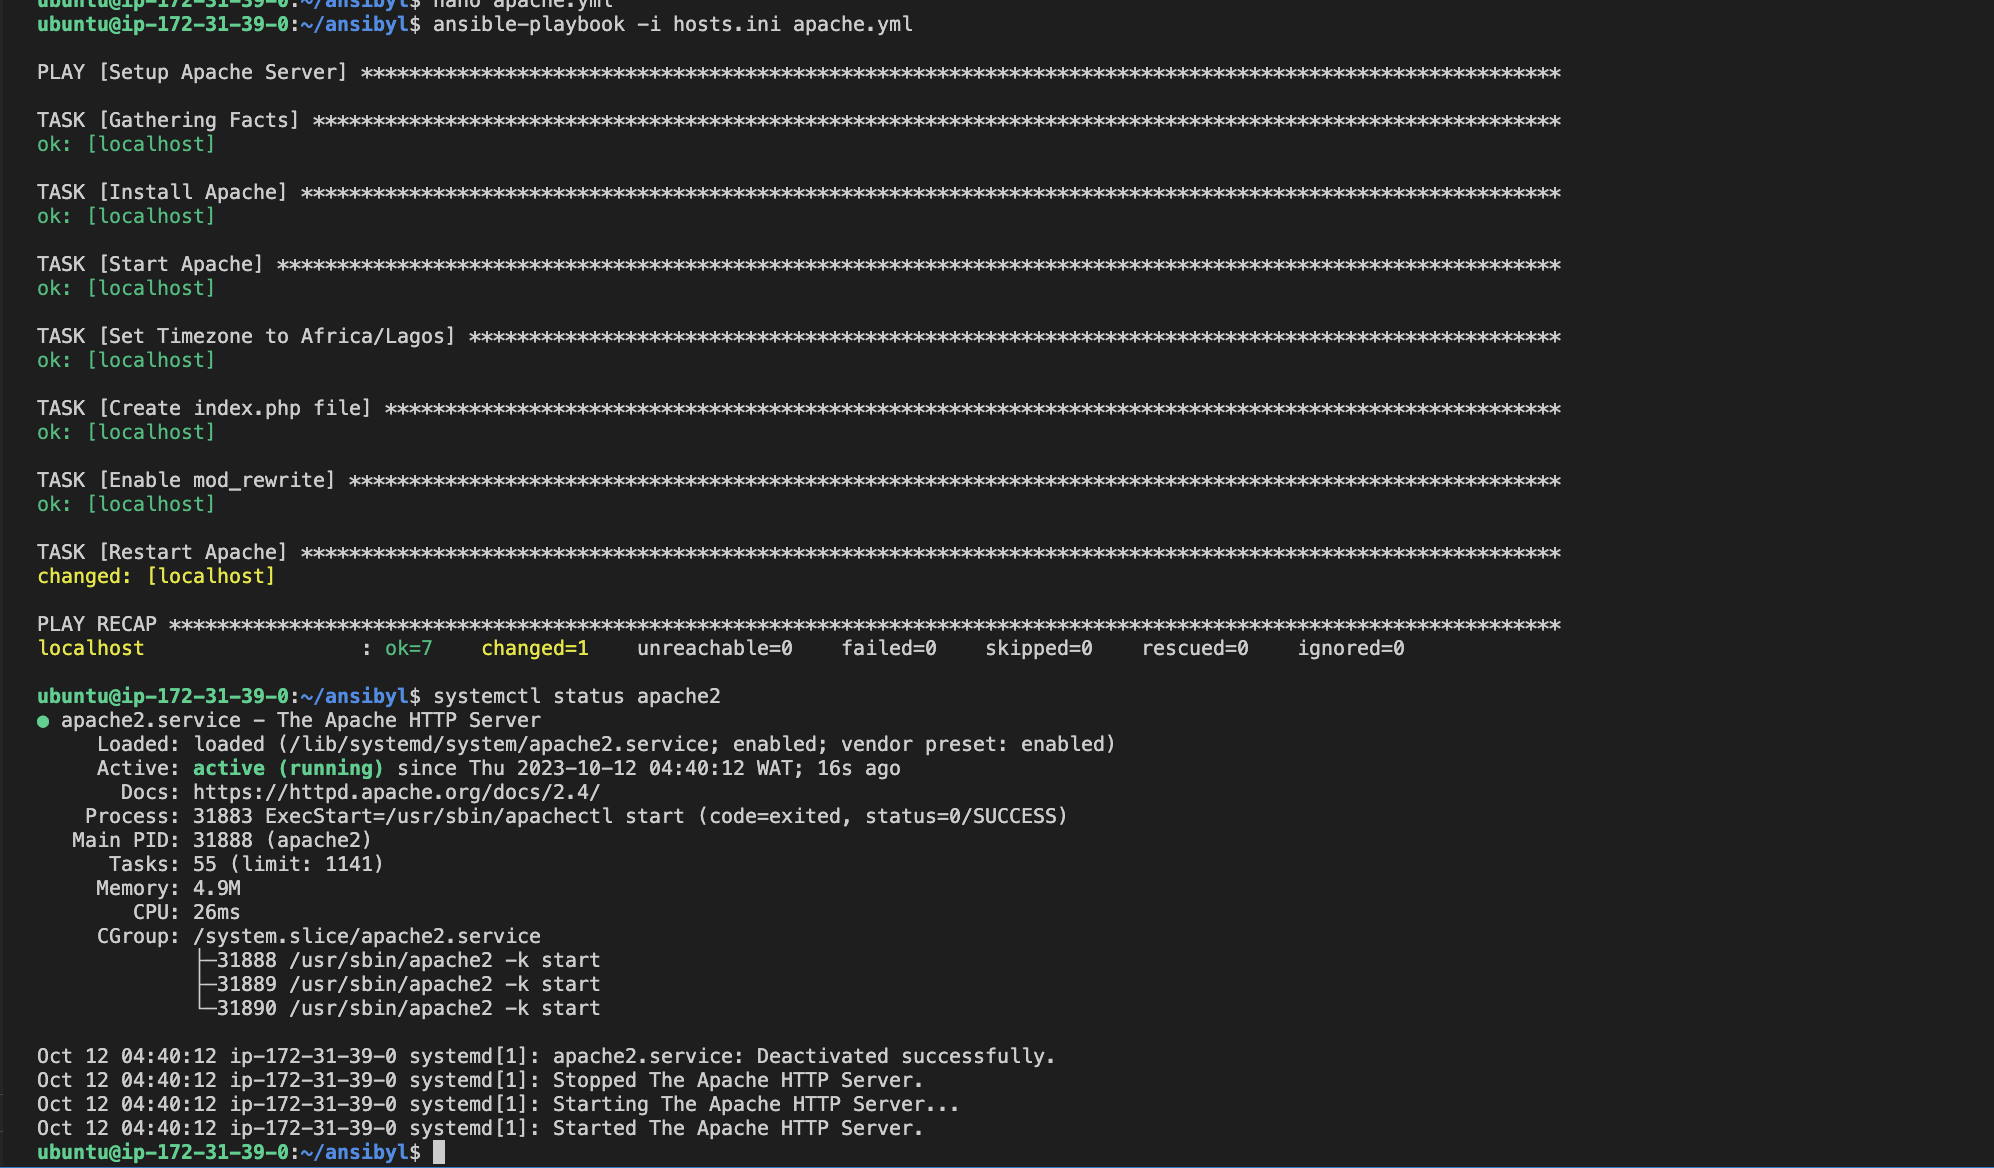 ubuntu@ip-172-31-39-0:~/ansibyl$ nano apache.yml
ubuntu@ip-172-31-39-0:~/ansibyl$ ansible-playbook -i hosts.ini apache.yml
PLAY [Setup Apache Server] ****************************************************************************************************
TASK [Gathering Facts] ********************************************************************************************************
ok: [localhost]
TASK [Install Apache] *********************************************************************************************************
ok: [localhost]
TASK [Start Apache] ***********************************************************************************************************
ok: [localhost]
TASK [Set Timezone to Africa/Lagos] *******************************************************************************************
ok: [localhost]
TASK [Create index.php file] **************************************************************************************************
ok: [localhost]
TASK [Enable mod_rewrite] *****************************************************************************************************
ok: [localhost]
TASK [Restart Apache] *********************************************************************************************************
changed: [localhost]
PLAY RECAP ********************************************************************************************************************
localhost                  : ok=7    changed=1    unreachable=0    failed=0    skipped=0    rescued=0    ignored=0
ubuntu@ip-172-31-39-0:~/ansibyl$ systemctl status apache2
● apache2.service - The Apache HTTP Server
     Loaded: loaded (/lib/systemd/system/apache2.service; enabled; vendor preset: enabled)
     Active: active (running) since Thu 2023-10-12 04:40:12 WAT; 16s ago
       Docs: https://httpd.apache.org/docs/2.4/
    Process: 31883 ExecStart=/usr/sbin/apachectl start (code=exited, status=0/SUCCESS)
   Main PID: 31888 (apache2)
      Tasks: 55 (limit: 1141)
     Memory: 4.9M
        CPU: 26ms
     CGroup: /system.slice/apache2.service
             ├─31888 /usr/sbin/apache2 -k start
             ├─31889 /usr/sbin/apache2 -k start
             └─31890 /usr/sbin/apache2 -k start
Oct 12 04:40:12 ip-172-31-39-0 systemd[1]: apache2.service: Deactivated successfully.
Oct 12 04:40:12 ip-172-31-39-0 systemd[1]: Stopped The Apache HTTP Server.
Oct 12 04:40:12 ip-172-31-39-0 systemd[1]: Starting The Apache HTTP Server...
Oct 12 04:40:12 ip-172-31-39-0 systemd[1]: Started The Apache HTTP Server.
ubuntu@ip-172-31-39-0:~/ansibyl$